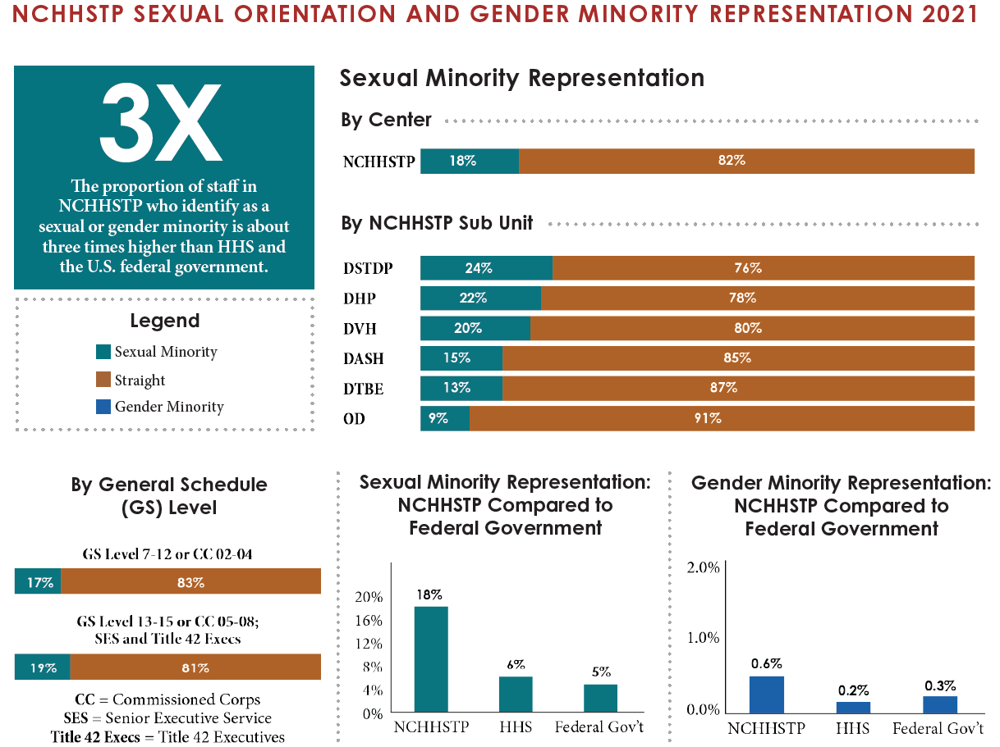 NCHHSTP SEXUAL ORIENTATION AND GENDER MINORITY REPRESENTATION 2021
3X
The proportion of staff in
NCHHSTP who identify as a
sexual or gender minority is about
three times higher than HHS and
the U.S. federal government.
Legend
Sexual Minority
Straight
Gender Minority
Sexual Minority Representation
By Center
NCHHSTP 18% 82%
By NCHHSTP Sub Unit
DSTDP 24% 76%
DHP 22% 78%
DVH 20% 80%
DASH 15% 85%
DTBE 13% 87%
OD 9% 91%
By General Schedule
(GS) Level
GS Level 7-12 or CC 02-04
17% 83%
GS Level 13-15 or CC 05-08;
SES and Title 42 Execs
19% 81%
CC = Commissioned Corps
SES = Senior Executive Service
Title 42 Execs = Title 42 Executives
Sexual Minority Representation:
NCHHSTP Compared to
Federal Government
20%
16%
12%
8%
4%
0%
18%
6%
5%
NCHHSTP HHS Federal Gov't
Gender Minority Representation:
NCHHSTP Compared to
Federal Government
2.0%
1.0%
0.0%
0.6%
0.2%
0.3%
NCHHSTP HHS Federal Gov't